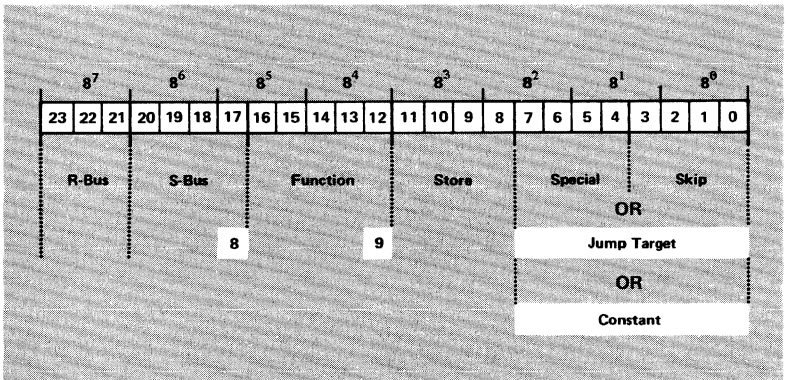 8⁷ 8⁶ 8⁵ 8⁴ 8³ 8² 8¹ 8⁰
23 22 21 20 19 18 17 16 15 14 13 12 11 10 9 8 7 6 5 4 3 2 1 0
R-Bus S-Bus Function Store Special Skip
OR
8 9 Jump Target
OR
Constant